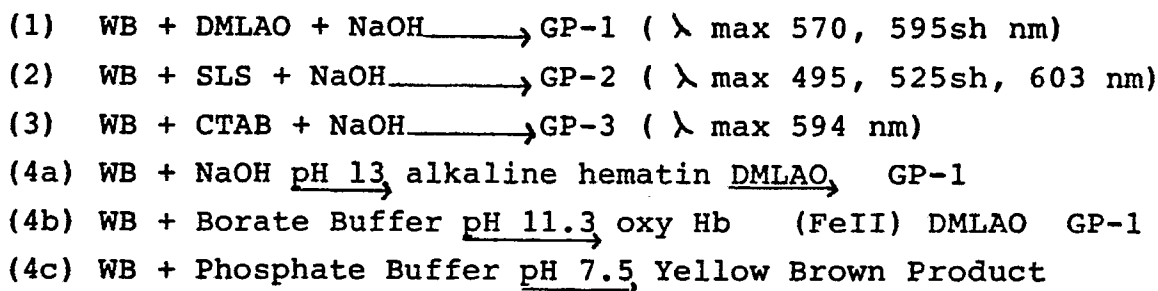 (1) WB + DMLAO + NaOH⟶GP-1 ( λ max 570, 595sh nm)
(2) WB + SLS + NaOH⟶GP-2 ( λ max 495, 525sh, 603 nm)
(3) WB + CTAB + NaOH⟶GP-3 ( λ max 594 nm)
(4a) WB + NaOH pH 13→ alkaline hematin DMLAO→ GP-1
(4b) WB + Borate Buffer pH 11.3→ oxy Hb (FeII) DMLAO GP-1
(4c) WB + Phosphate Buffer pH 7.5→ Yellow Brown Product